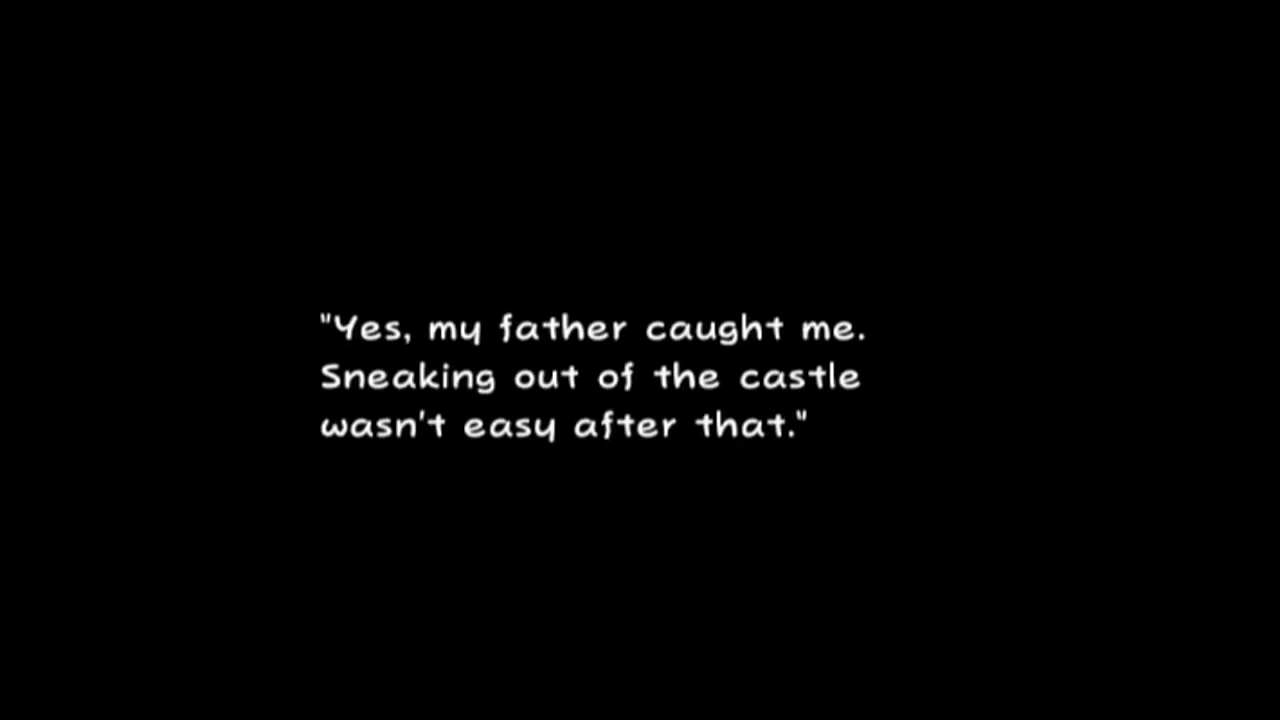 "Yes, my father caught me.
Sneaking out of the castle
wasn't easy after that."